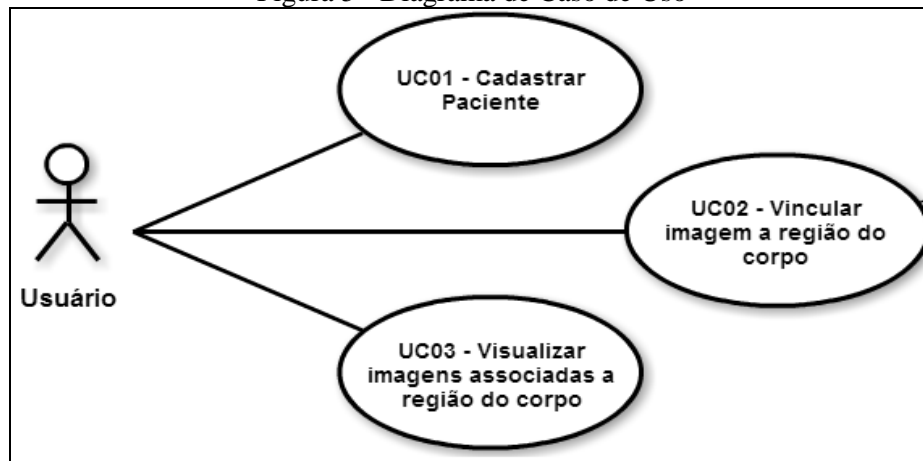 Figura 3 - Diagrama de Caso de Uso
UC01 - Cadastrar
Paciente
UC02 - Vincular
imagem a região do
corpo
Usuário
UC03 - Visualizar
imagens associadas a
região do corpo